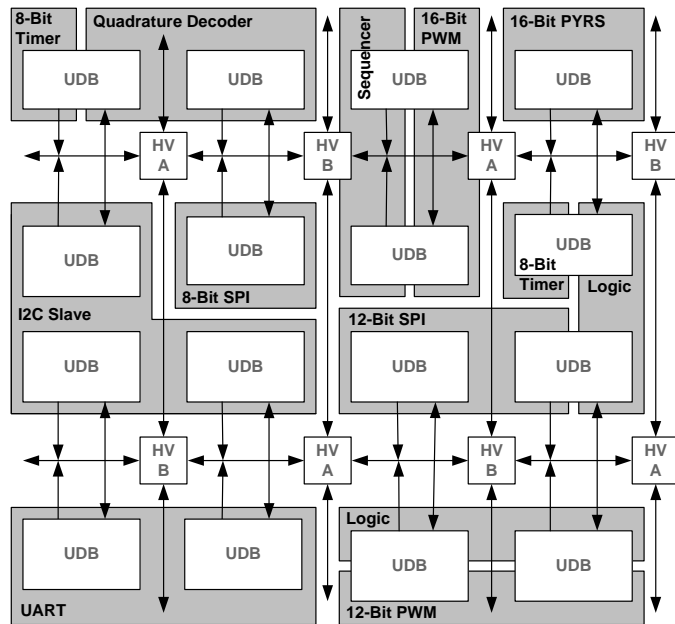 8-Bit
Timer
Quadrature Decoder
Sequencer
16-Bit
PWM
16-Bit PYRS
UDB
UDB
UDB
UDB
HV
A
HV
B
HV
A
HV
B
UDB
UDB
UDB
UDB
8-Bit SPI
8-Bit
Timer
Logic
I2C Slave
12-Bit SPI
UDB
UDB
UDB
UDB
HV
B
HV
A
HV
B
HV
A
Logic
UDB
UDB
UDB
UDB
UART
12-Bit PWM